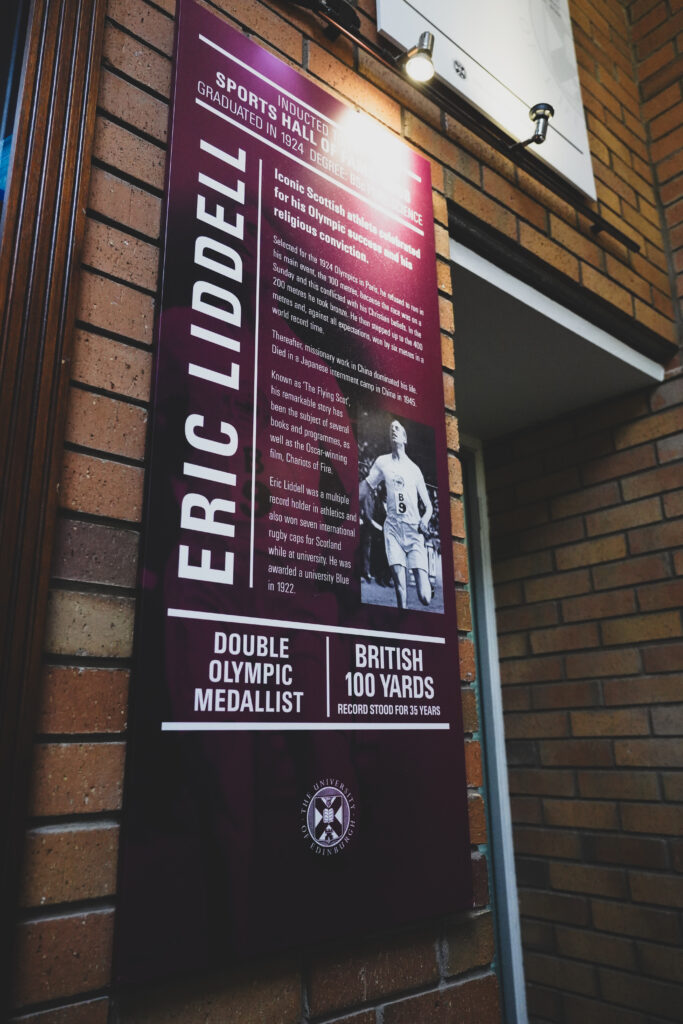 INDUCTED
SPORTS HALL OF
GRADUATED IN 1924 DEGREE: BSc
ERIC LIDDELL
Iconic Scottish athlete celebrated
for his Olympic success and his
religious conviction.
Selected for the 1924 Olympics in Paris, he refused to run in
his main event, the 100 metres, because the race was on a
Sunday and this conflicted with his Christian beliefs. In the
200 metres he took bronze. He then stepped up to the 400
metres and, against all expectations, won by six metres in a
world record time.
Thereafter, missionary work in China dominated his life.
Died in a Japanese internment camp in China in 1945.
Known as 'The Flying Scot',
his remarkable story has
been the subject of several
books and programmes, as
well as the Oscar-winning
film, Chariots of Fire.
Eric Liddell was a multiple
record holder in athletics and
also won seven international
rugby caps for Scotland
while at university. He was
awarded a university Blue
in 1922.
B
9
DOUBLE
OLYMPIC
MEDALLIST
BRITISH
100 YARDS
RECORD STOOD FOR 35 YEARS
THE UNIVERSITY
OF EDINBURGH